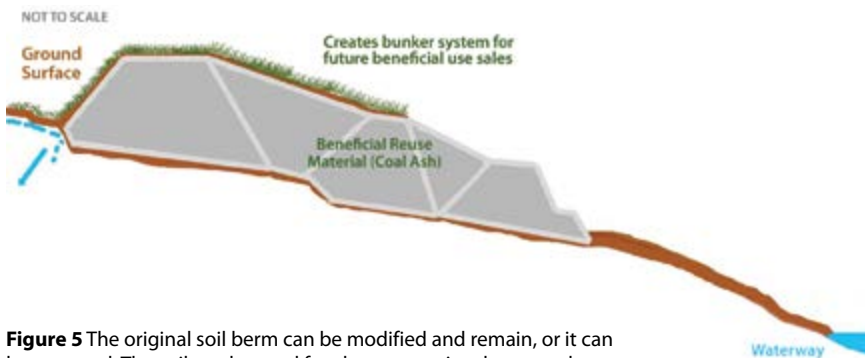 NOT TO SCALE
Ground
Surface
Creates bunker system for
future beneficial use sales
Beneficial Reuse
Material (Coal Ash)
Waterway
Figure 5 The original soil berm can be modified and remain, or it can